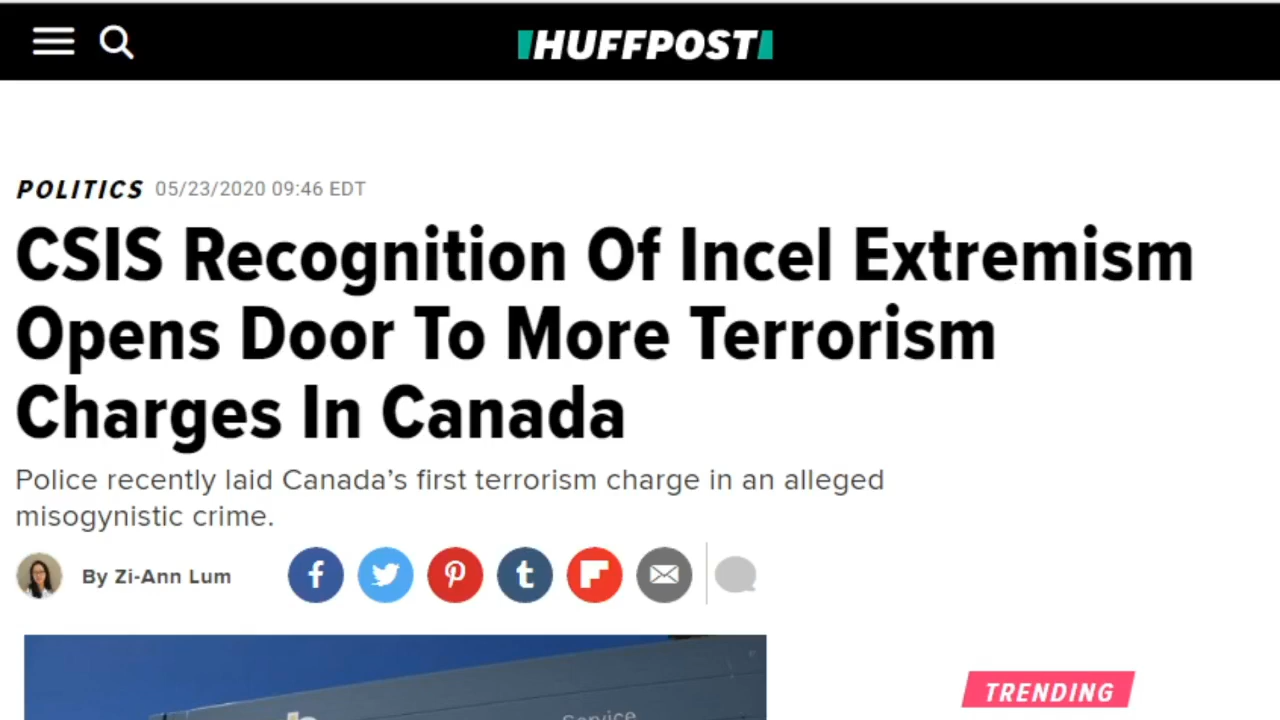 HUFFPOST
POLITICS 05/23/2020 09:46 EDT
CSIS Recognition Of Incel Extremism
Opens Door To More Terrorism
Charges In Canada
Police recently laid Canada's first terrorism charge in an alleged
misogynistic crime.
By Zi-Ann Lum
Service
TRENDING